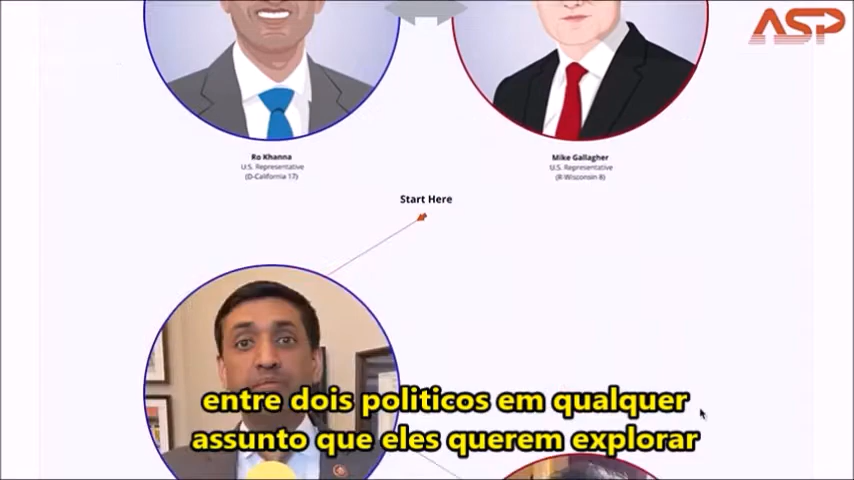 ASP
Ro Khanna
U.S. Representative
(D-California 17)
Mike Gallagher
U.S. Representative
(R-Wisconsin 8)
Start Here
entre dois politicos em qualquer
assunto que eles querem explorar